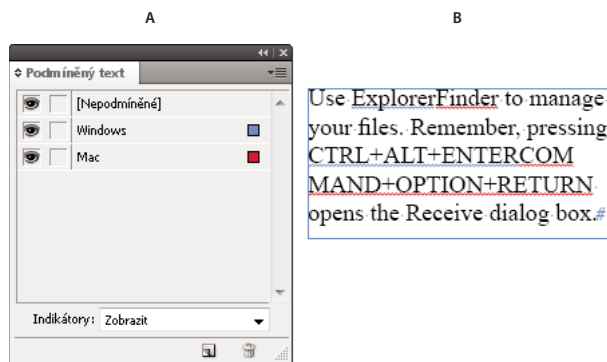 A
B
Podmíněný text
[Nepodmíněné]
Windows
Mac
Indikátory: Zobrazit
Use ExplorerFinder to manage
your files. Remember, pressing
CTRL+ALT+ENTERCOM
MAND+OPTION+RETURN
opens the Receive dialog box.#